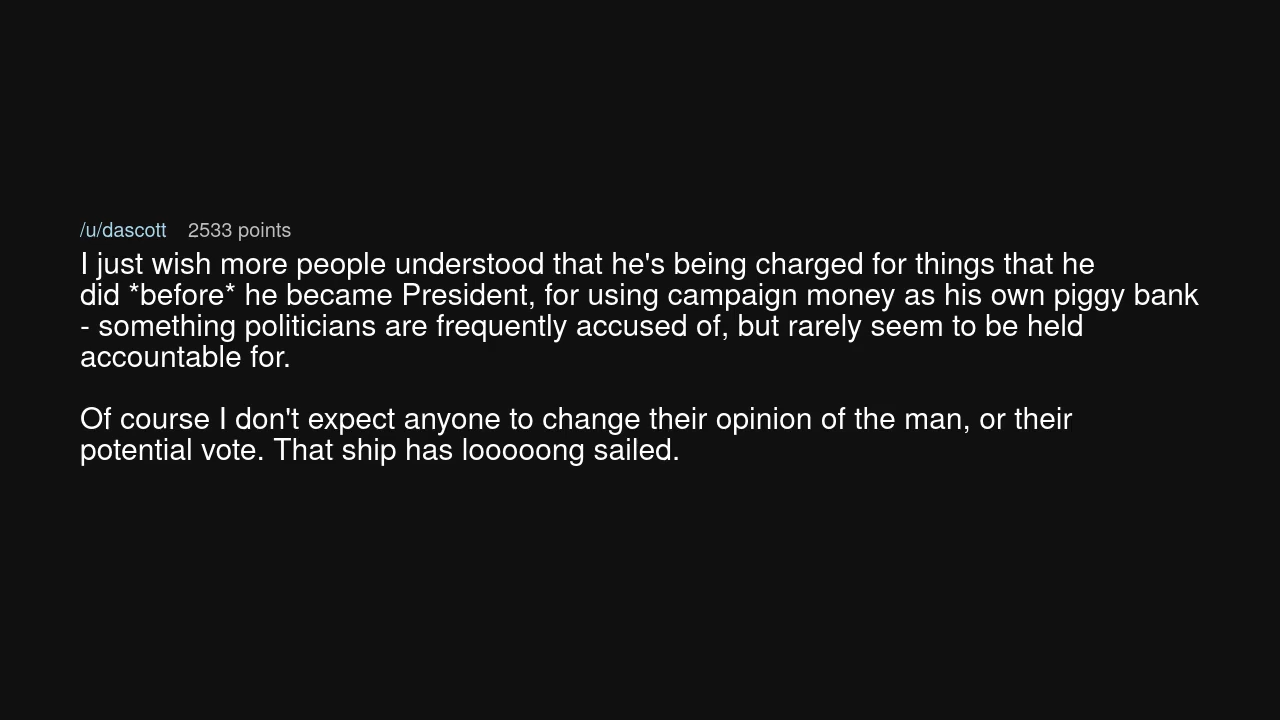 /u/dascott 2533 points
I just wish more people understood that he's being charged for things that he
did *before* he became President, for using campaign money as his own piggy bank
- something politicians are frequently accused of, but rarely seem to be held
accountable for.
Of course I don't expect anyone to change their opinion of the man, or their
potential vote. That ship has looooong sailed.